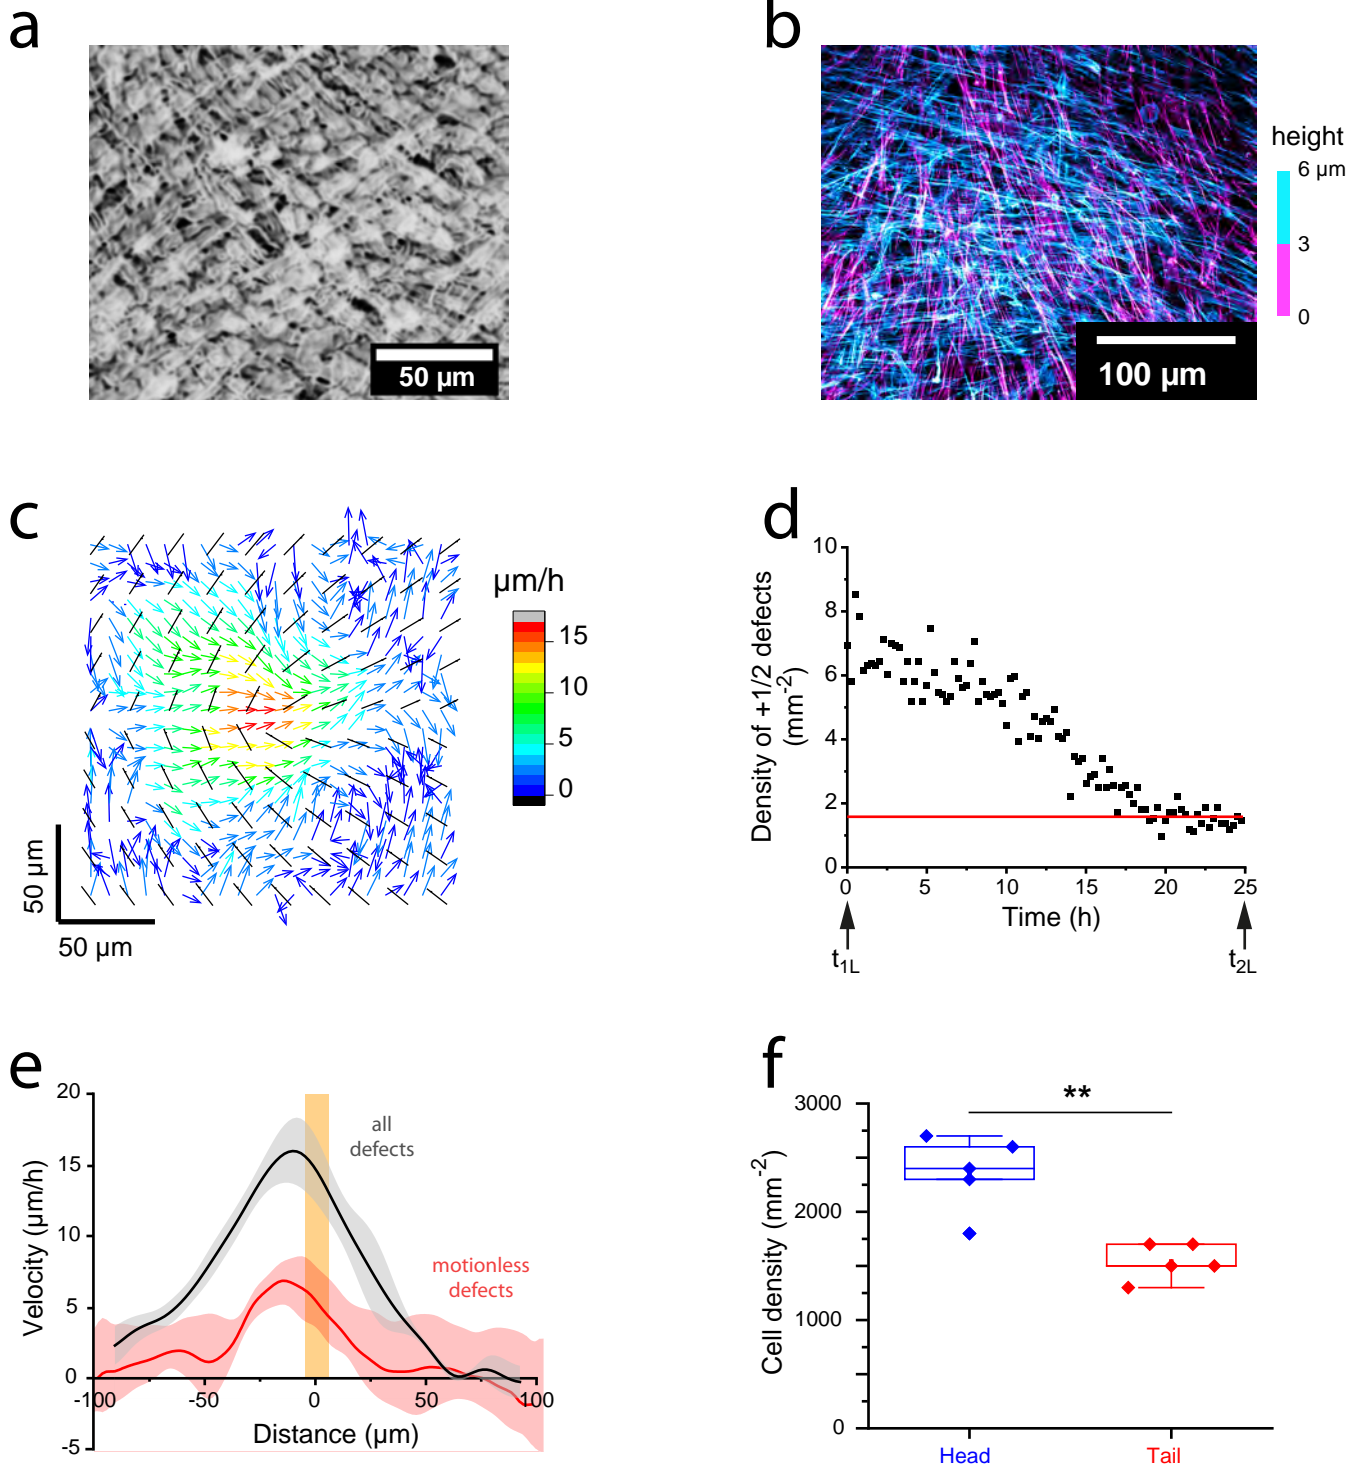 a
50 µm
b
height
6 µm
3
0
100 µm
c
µm/h
15
10
5
0
50 µm
50 µm
d
Density of +1/2 defects
(mm-2)
10
8
6
4
2
0
0 5 10 15 20 25
Time (h)
t1L t2L
e
Velocity (µm/h)
20
15
10
5
0
-5
all
defects
motionless
defects
-100 -50 0 50 100
Distance (µm)
f
Cell density (mm-2)
3000
2000
1000
0
**
Head Tail